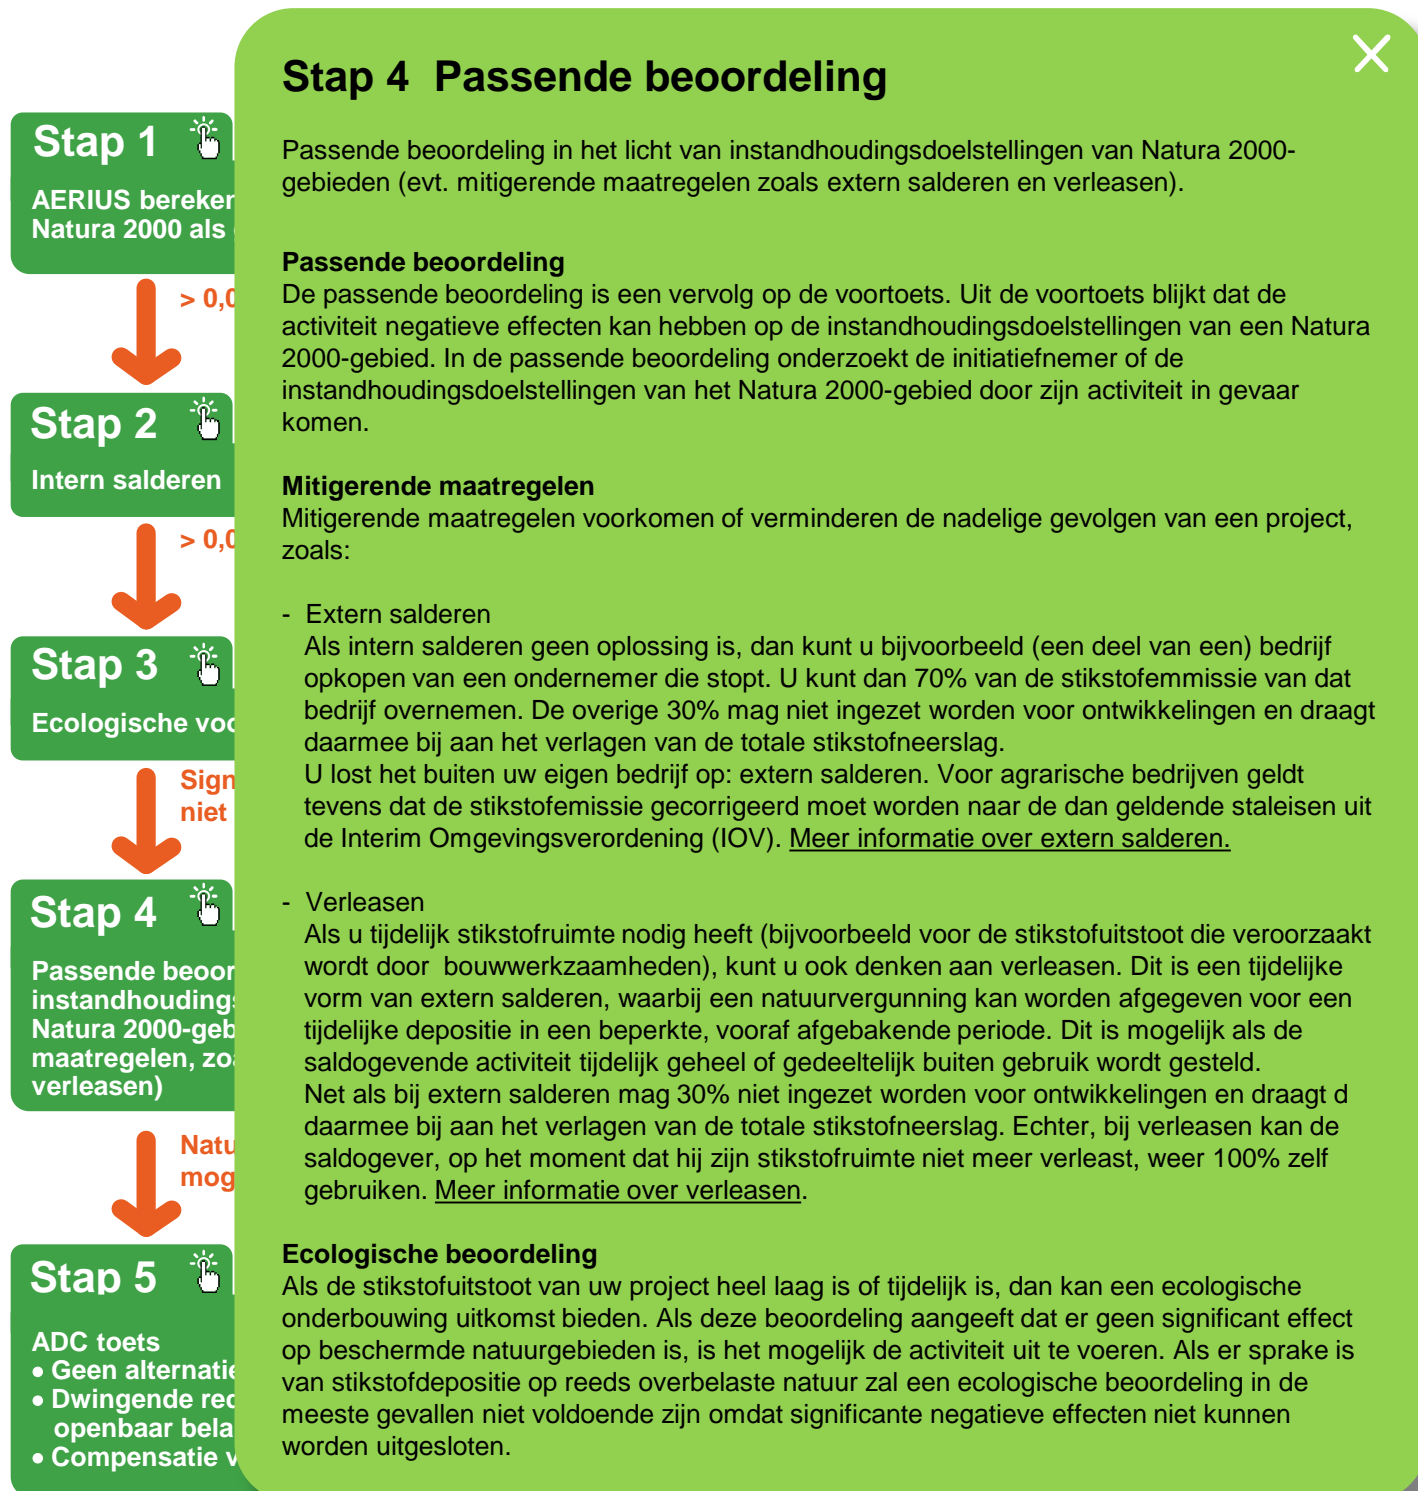 Stap 4 Passende beoordeling
Passende beoordeling in het licht van instandhoudingsdoelstellingen van Natura 2000-
gebieden (evt. mitigerende maatregelen zoals extern salderen en verleasen).
Passende beoordeling
De passende beoordeling is een vervolg op de voortoets. Uit de voortoets blijkt dat de
activiteit negatieve effecten kan hebben op de instandhoudingsdoelstellingen van een Natura
2000-gebied. In de passende beoordeling onderzoekt de initiatiefnemer of de
instandhoudingsdoelstellingen van het Natura 2000-gebied door zijn activiteit in gevaar
komen.
Mitigerende maatregelen
Mitigerende maatregelen voorkomen of verminderen de nadelige gevolgen van een project,
zoals:
- Extern salderen
Als intern salderen geen oplossing is, dan kunt u bijvoorbeeld (een deel van een) bedrijf
opkopen van een ondernemer die stopt. U kunt dan 70% van de stikstofemmissie van dat
bedrijf overnemen. De overige 30% mag niet ingezet worden voor ontwikkelingen en draagt
daarmee bij aan het verlagen van de totale stikstofneerslag.
U lost het buiten uw eigen bedrijf op: extern salderen. Voor agrarische bedrijven geldt
tevens dat de stikstofemissie gecorrigeerd moet worden naar de dan geldende staleisen uit
de Interim Omgevingsverordening (IOV). Meer informatie over extern salderen.
- Verleasen
Als u tijdelijk stikstofruimte nodig heeft (bijvoorbeeld voor de stikstofuitstoot die veroorzaakt
wordt door bouwwerkzaamheden), kunt u ook denken aan verleasen. Dit is een tijdelijke
vorm van extern salderen, waarbij een natuurvergunning kan worden afgegeven voor een
tijdelijke depositie in een beperkte, vooraf afgebakende periode. Dit is mogelijk als de
saldogevende activiteit tijdelijk geheel of gedeeltelijk buiten gebruik wordt gesteld.
Net als bij extern salderen mag 30% niet ingezet worden voor ontwikkelingen en draagt d
daarmee bij aan het verlagen van de totale stikstofneerslag. Echter, bij verleasen kan de
saldogever, op het moment dat hij zijn stikstofruimte niet meer verleast, weer 100% zelf
gebruiken. Meer informatie over verleasen.
Ecologische beoordeling
Als de stikstofuitstoot van uw project heel laag is of tijdelijk is, dan kan een ecologische
onderbouwing uitkomst bieden. Als deze beoordeling aangeeft dat er geen significant effect
op beschermde natuurgebieden is, is het mogelijk de activiteit uit te voeren. Als er sprake is
van stikstofdepositie op reeds overbelaste natuur zal een ecologische beoordeling in de
meeste gevallen niet voldoende zijn omdat significante negatieve effecten niet kunnen
worden uitgesloten.
Stap 1
AERIUS
Natura 2000 als
> 0,0
Stap 2
Intern salderen
> 0,0
Stap 3
Ecologische
niet
Stap 4
Passende
Natura
maatregelen,
verleasen)
Stap 5
ADC toets
• Geen
• Dwingende
openbaar
• Compensatie